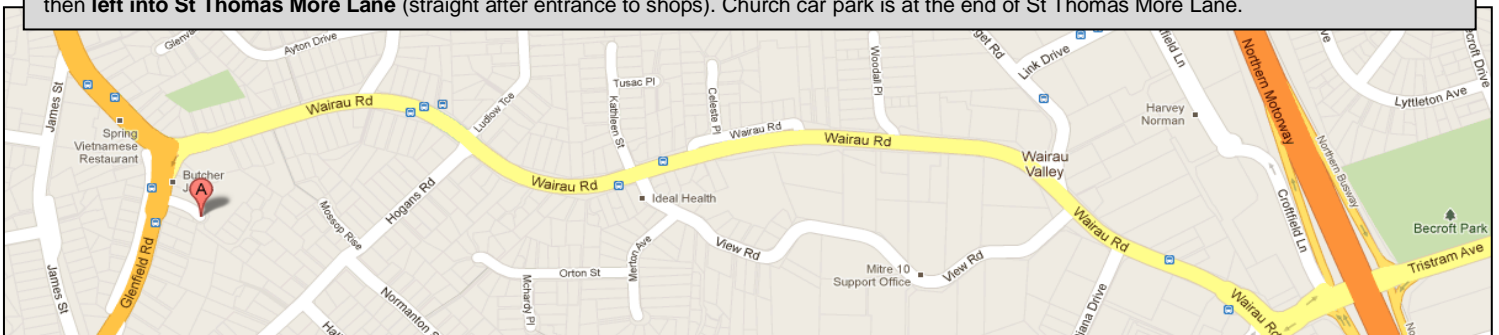 then left into St Thomas More Lane (straight after entrance to shops). Church car park is at the end of St Thomas More Lane.
Ayton Drive
James St
Wairau Rd
Ludlow Tce
Tusac Pl
Kathleen St
Celeste Pl
Wairau Rd
Woodall Pl
Wairau Rd
Link Drive
Harvey
Norman
Northern Motorway
Northern Busway
Lyttleton Ave
Becroft Park
Tristram Ave
Spring
Vietnamese
Restaurant
Butcher
A
Glenfield Rd
James St
Mossop Rise
Hogans Rd
Wairau Rd
Ideal Health
View Rd
Merton Ave
Orton St
Mchardy Pl
Mitre 10
Support Office
View Rd
Wairau
Valley
Wairau Rd
Croftfield Ln
Wairau Rd